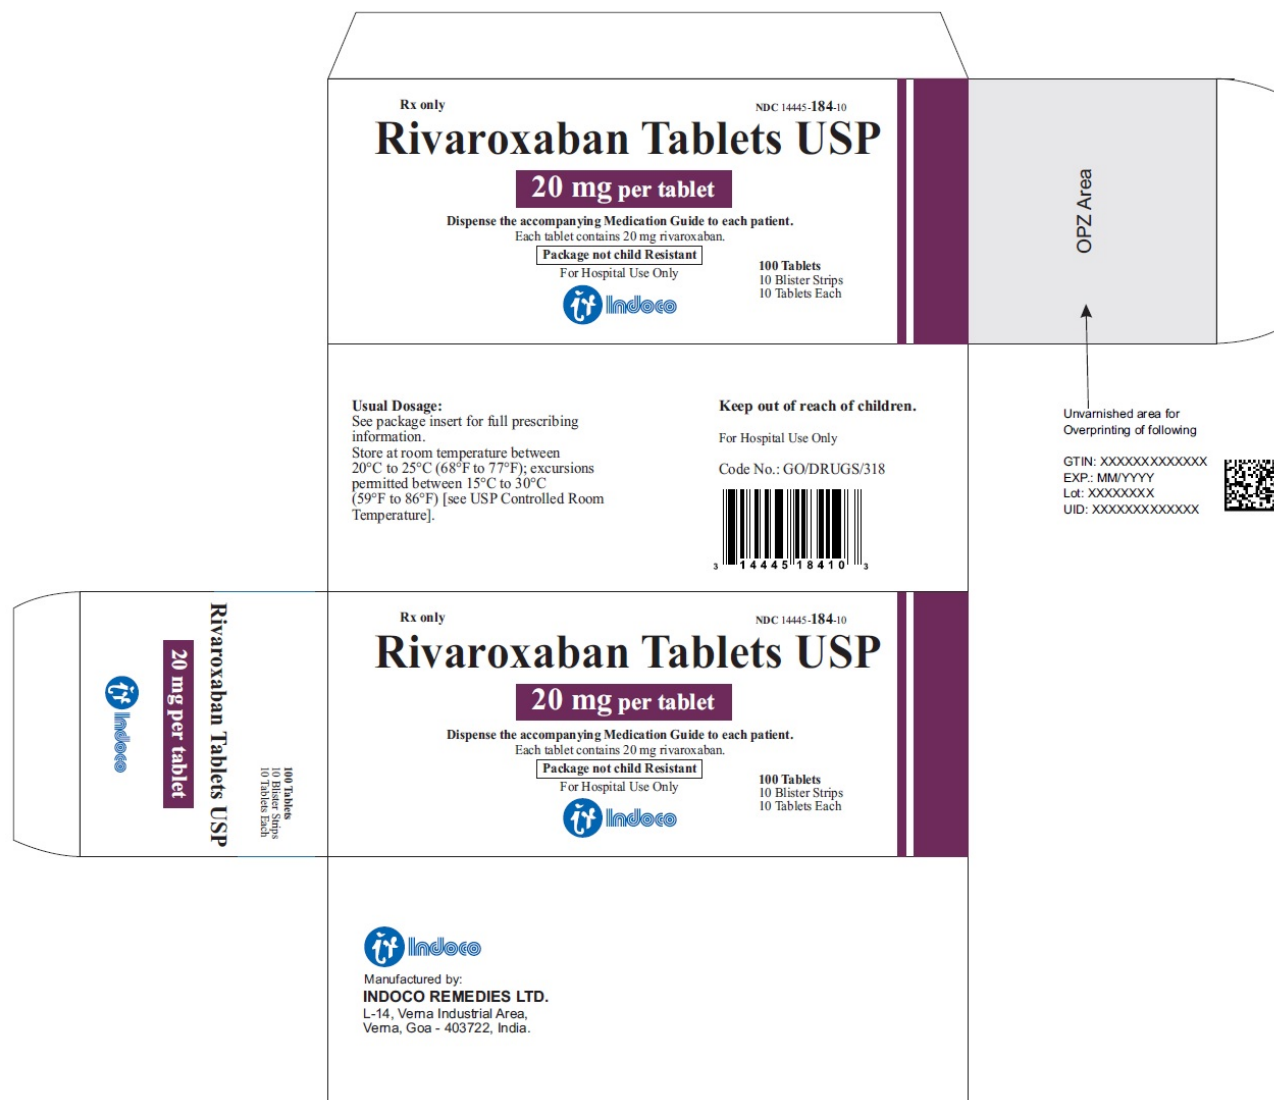 Rx only
NDC 14445-184-10
Rivaroxaban Tablets USP
20 mg per tablet
Dispense the accompanying Medication Guide to each patient.
Each tablet contains 20 mg rivaroxaban.
Package not child Resistant
For Hospital Use Only
100 Tablets
10 Blister Strips
10 Tablets Each
Indoco
OPZ Area
Unvarnished area for
Overprinting of following
GTIN: XXXXXXXXXXXXX
EXP.: MM/YYYY
Lot: XXXXXXXX
UID: XXXXXXXXXXXXX
Usual Dosage:
See package insert for full prescribing
information.
Store at room temperature between
20°C to 25°C (68°F to 77°F); excursions
permitted between 15°C to 30°C
(59°F to 86°F) [see USP Controlled Room
Temperature].
Keep out of reach of children.
For Hospital Use Only
Code No.: GO/DRUGS/318
3 14445 18410 3
Rivaroxaban Tablets USP
20 mg per tablet
Indoco
100 Tablets
10 Blister Strips
10 Tablets Each
Rx only
NDC 14445-184-10
Rivaroxaban Tablets USP
20 mg per tablet
Dispense the accompanying Medication Guide to each patient.
Each tablet contains 20 mg rivaroxaban.
Package not child Resistant
For Hospital Use Only
100 Tablets
10 Blister Strips
10 Tablets Each
Indoco
Indoco
Manufactured by:
INDOCO REMEDIES LTD.
L-14, Verna Industrial Area,
Verna, Goa - 403722, India.